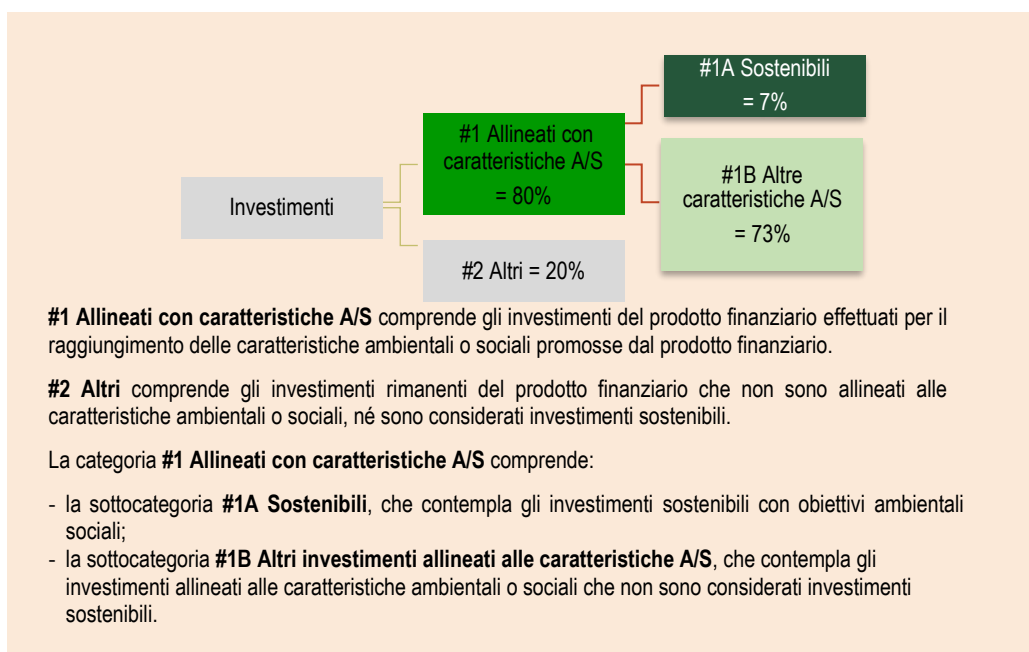 #1A Sostenibili
= 7%
#1 Allineati con
caratteristiche A/S
= 80%
#1B Altre
caratteristiche A/S
= 73%
Investimenti
#2 Altri = 20%
#1 Allineati con caratteristiche A/S comprende gli investimenti del prodotto finanziario effettuati per il
raggiungimento delle caratteristiche ambientali o sociali promosse dal prodotto finanziario.
#2 Altri comprende gli investimenti rimanenti del prodotto finanziario che non sono allineati alle
caratteristiche ambientali o sociali, né sono considerati investimenti sostenibili.
La categoria #1 Allineati con caratteristiche A/S comprende:
- la sottocategoria #1A Sostenibili, che contempla gli investimenti sostenibili con obiettivi ambientali
sociali;
- la sottocategoria #1B Altri investimenti allineati alle caratteristiche A/S, che contempla gli
investimenti allineati alle caratteristiche ambientali o sociali che non sono considerati investimenti
sostenibili.